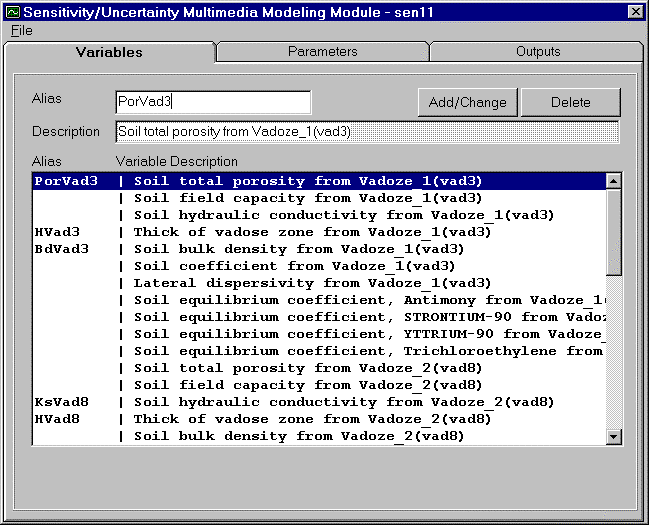 Sensitivity/Uncertainty Multimedia Modeling Module - sen11
File
Variables Parameters Outputs
Alias PorVad3 Add/Change Delete
Description Soil total porosity from Vadoze_1(vad3)
Alias Variable Description
PorVad3 | Soil total porosity from Vadoze_1(vad3)
| Soil field capacity from Vadoze_1(vad3)
| Soil hydraulic conductivity from Vadoze_1(vad3)
HVad3 | Thick of vadose zone from Vadoze_1(vad3)
BdVad3 | Soil bulk density from Vadoze_1(vad3)
| Soil coefficient from Vadoze_1(vad3)
| Lateral dispersivity from Vadoze_1(vad3)
| Soil equilibrium coefficient, Antimony from Vadoze_1(
| Soil equilibrium coefficient, STRONTIUM-90 from Vadoz
| Soil equilibrium coefficient, YTTRIUM-90 from Vadoze_
| Soil equilibrium coefficient, Trichloroethylene from
| Soil total porosity from Vadoze_2(vad8)
| Soil field capacity from Vadoze_2(vad8)
KsVad8 | Soil hydraulic conductivity from Vadoze_2(vad8)
HVad8 | Thick of vadose zone from Vadoze_2(vad8)
| Soil bulk density from Vadoze_2(vad8)